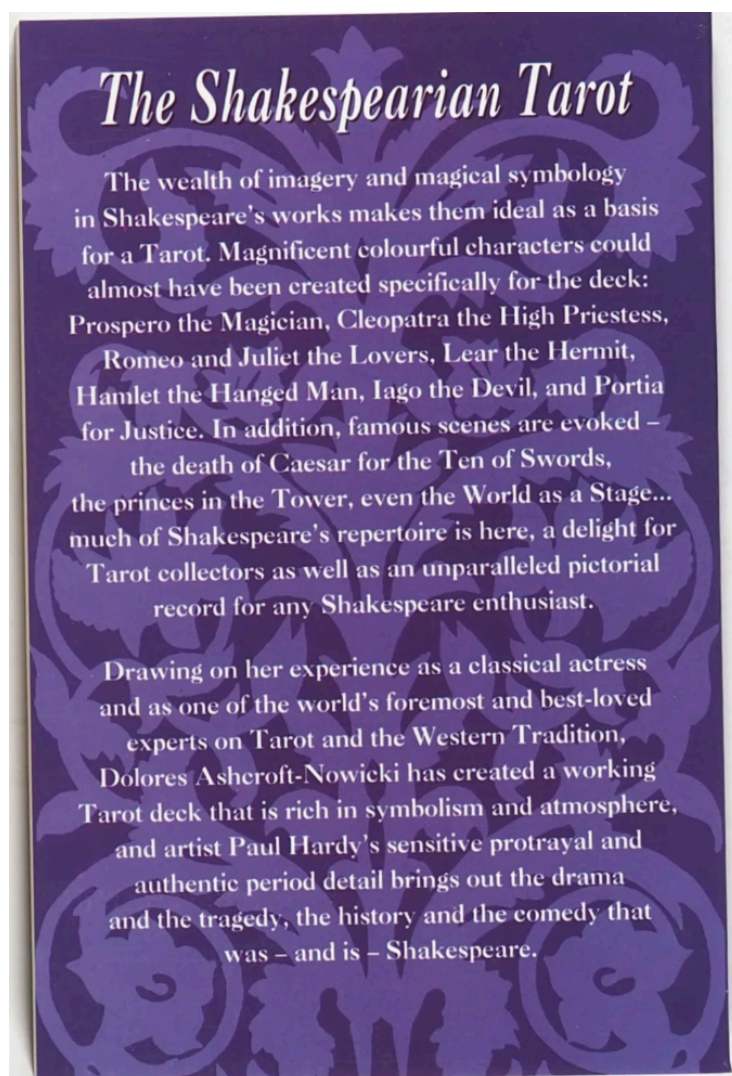 The Shakespearian Tarot
The wealth of imagery and magical symbology
in Shakespeare's works makes them ideal as a basis
for a Tarot. Magnificent colourful characters could
almost have been created specifically for the deck:
Prospero the Magician, Cleopatra the High Priestess,
Romeo and Juliet the Lovers, Lear the Hermit,
Hamlet the Hanged Man, Iago the Devil, and Portia
for Justice. In addition, famous scenes are evoked –
the death of Caesar for the Ten of Swords,
the princes in the Tower, even the World as a Stage...
much of Shakespeare's repertoire is here, a delight for
Tarot collectors as well as an unparalleled pictorial
record for any Shakespeare enthusiast.
Drawing on her experience as a classical actress
and as one of the world's foremost and best-loved
experts on Tarot and the Western Tradition,
Dolores Ashcroft-Nowicki has created a working
Tarot deck that is rich in symbolism and atmosphere,
and artist Paul Hardy's sensitive protrayal and
authentic period detail brings out the drama
and the tragedy, the history and the comedy that
was – and is – Shakespeare.